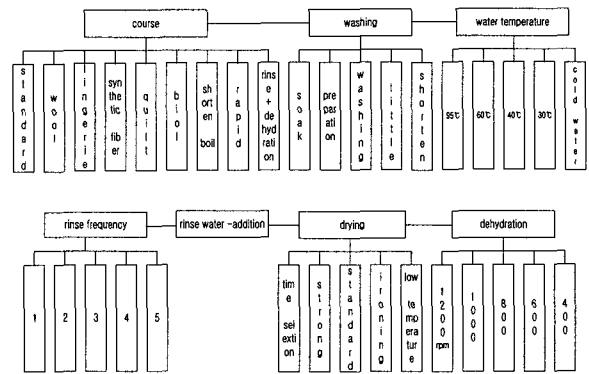 course
washing
water temperature
standard
wool
lingerie
synthetic fiber
quilt
shorten boil
rapid
rinse+dehydration
soak
preparation
washing
tittle
shorten
95℃
60℃
40℃
30℃
cold water
rinse frequency
rinse water -addition
drying
dehydration
1
2
3
4
5
time selextion
strong
standard
ironing
low temperature
1200 rpm
1000
800
600
400